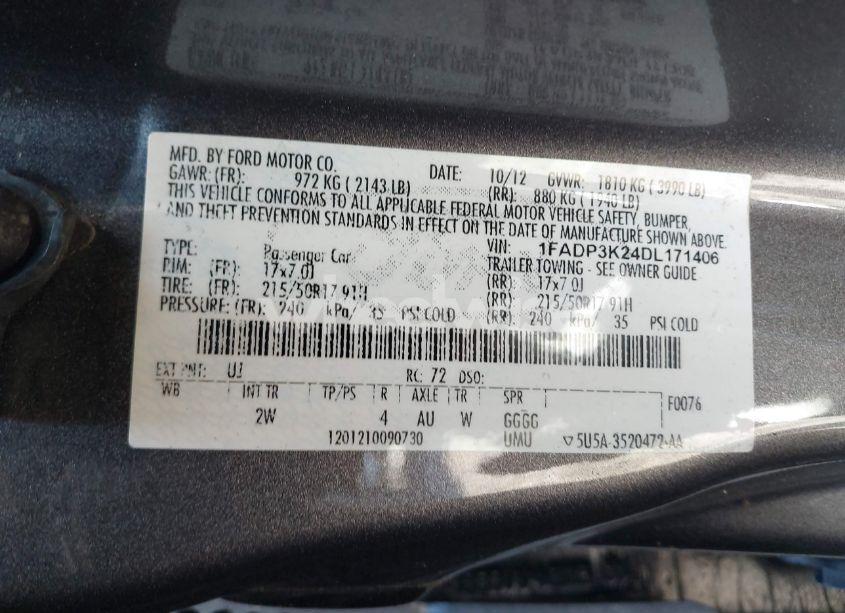 MFD. BY FORD MOTOR CO. DATE: 10/12 GVWR: 1810 KG ( 3990 LB)
GAWR: (FR): 972 KG ( 2143 LB) (RR): 880 KG ( 1940 LB)
THIS VEHICLE CONFORMS TO ALL APPLICABLE FEDERAL MOTOR VEHICLE SAFETY, BUMPER,
AND THEFT PREVENTION STANDARDS IN EFFECT ON THE DATE OF MANUFACTURE SHOWN ABOVE.
TYPE: Passenger Car VIN: 1FADP3K24DL171406
TRAILER TOWING - SEE OWNER GUIDE
RIM: (FR): 17x7.0J (RR): 17x7.0J
TIRE: (FR): 215/50R17 91H (RR): 215/50R17 91H
PRESSURE: (FR): 240 kPa/ 35 PSI COLD (RR): 240 kPa/ 35 PSI COLD
EXT PNT: UJ RC: 72 DSO:
WB INT TR TP/PS R AXLE TR SPR F0076
2W 4 AU W GGGG
1201210090730 UMU ▽5U5A-3520472-AA